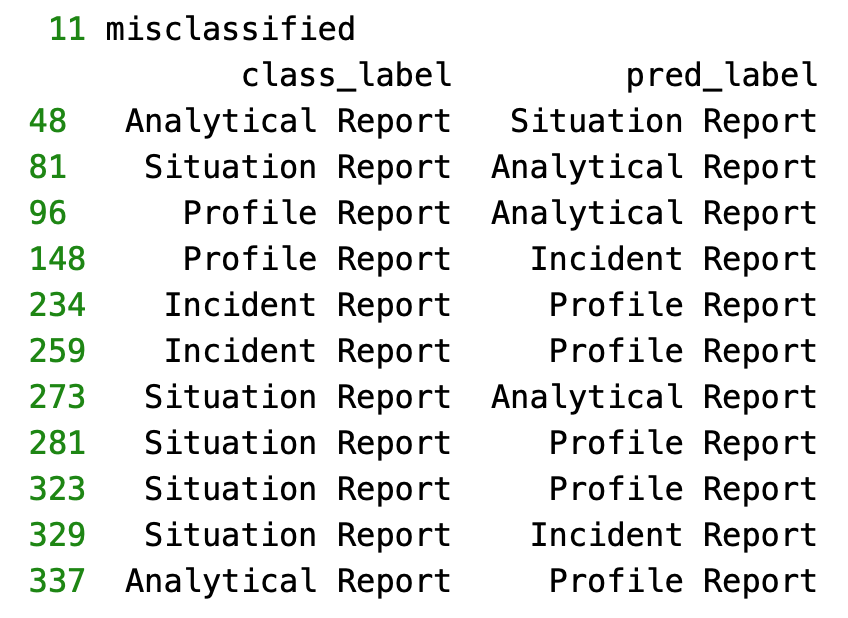 11 misclassified
class_label pred_label
48 Analytical Report Situation Report
81 Situation Report Analytical Report
96 Profile Report Analytical Report
148 Profile Report Incident Report
234 Incident Report Profile Report
259 Incident Report Profile Report
273 Situation Report Analytical Report
281 Situation Report Profile Report
323 Situation Report Profile Report
329 Situation Report Incident Report
337 Analytical Report Profile Report